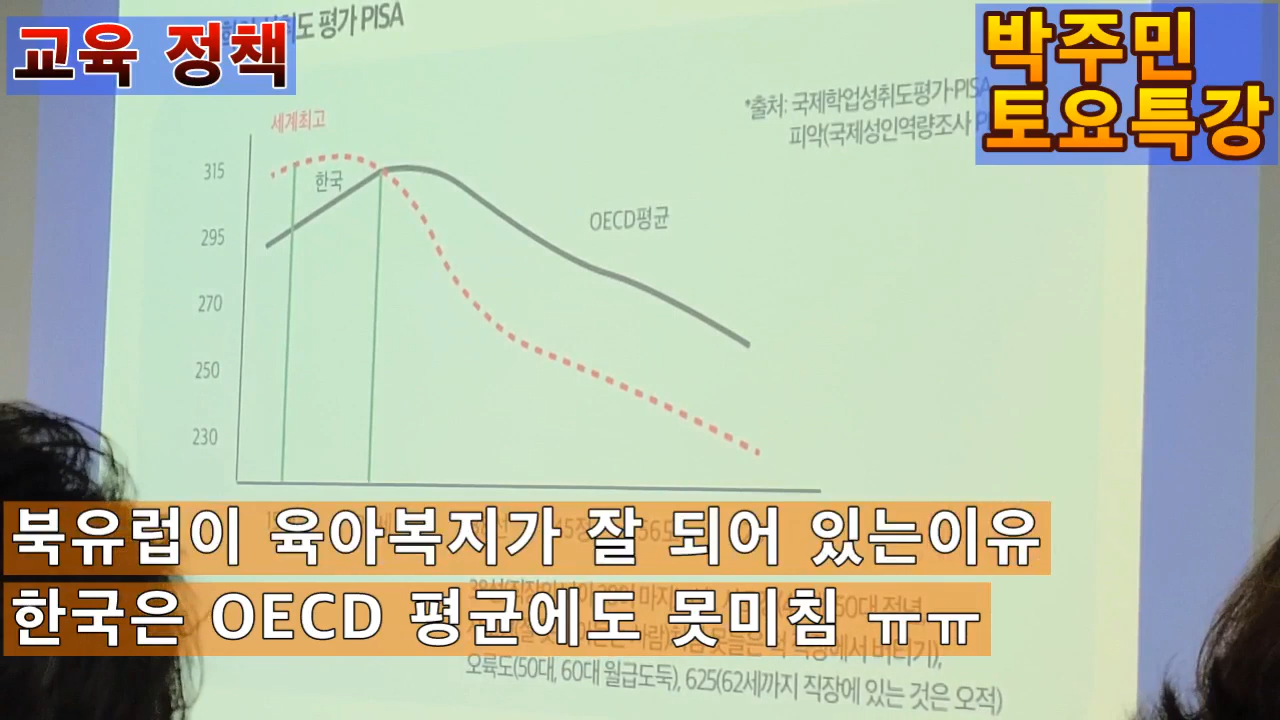 교육 정책
도 평가 PISA
박주민
토요특강
*출처: 국제학업성취도평가-PISA
피악(국제성인역량조사
세계최고
한국
OECD평균
315
295
270
250
230
북유럽이 육아복지가 잘 되어 있는이유
한국은 OECD 평균에도 못미침 ㅠㅠ
오륙도(50대, 60대 월급도둑), 625(62세까지 직장에 있는 것은 오적)